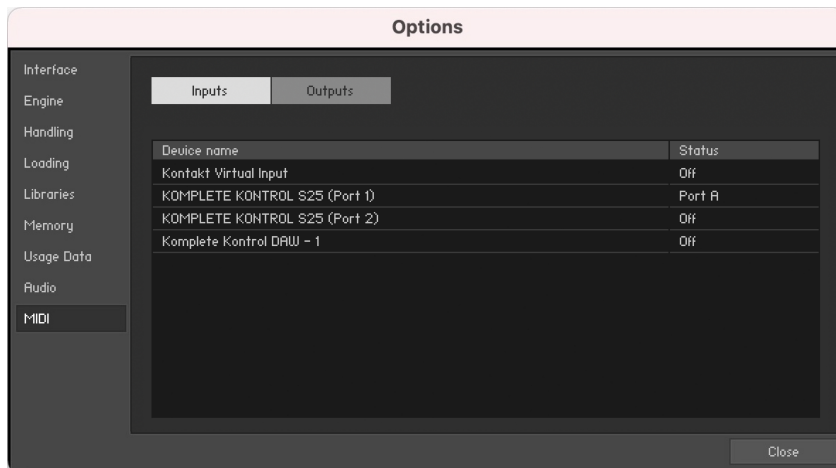 Options
Interface
Engine
Handling
Loading
Libraries
Memory
Usage Data
Audio
MIDI
Inputs Outputs
Device name Status
Kontakt Virtual Input Off
KOMPLETE KONTROL S25 (Port 1) Port A
KOMPLETE KONTROL S25 (Port 2) Off
Komplete Kontrol DAW - 1 Off
Close